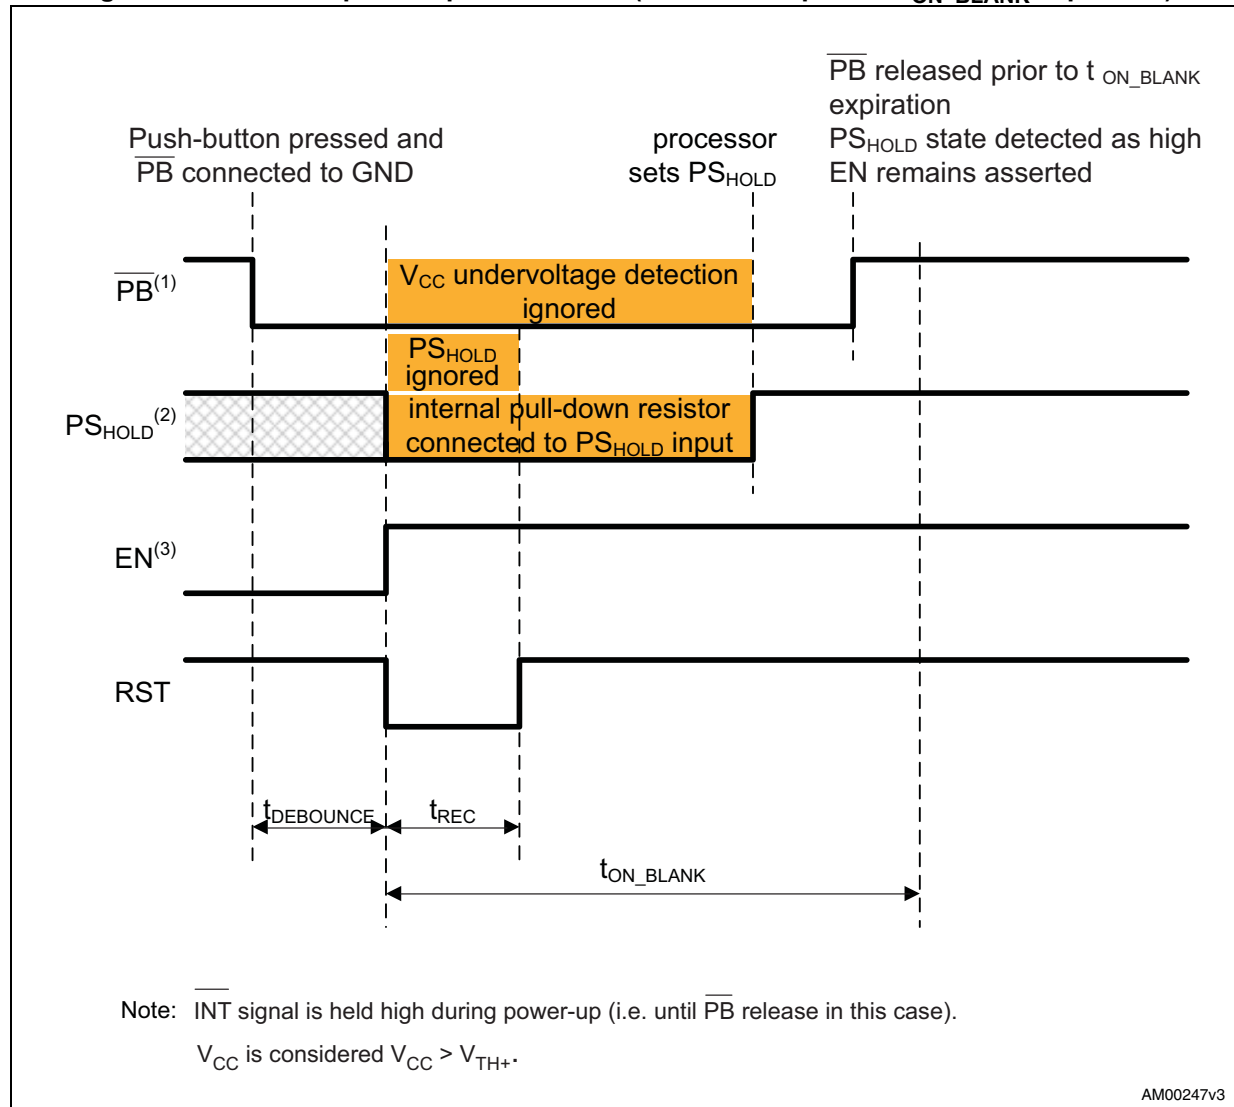 PB released prior to t ON_BLANK
expiration
Push-button pressed and
processor
PSHOLD state detected as high
PB connected to GND
sets PSHOLD
EN remains asserted
PB(1)
VCC undervoltage detection
ignored
PSHOLD
ignored
PSHOLD(2)
internal pull-down resistor
connected to PSHOLD input
EN(3)
RST
tDEBOUNCE
tREC
tON_BLANK
Note: INT signal is held high during power-up (i.e. until PB release in this case).
VCC is considered VCC > VTH+.
AM00247v3